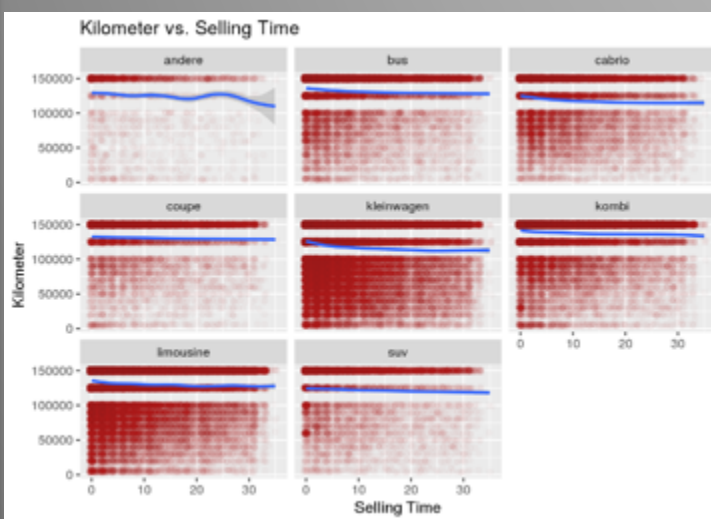 Kilometer vs. Selling Time
andere bus cabrio
150000
100000
50000
0
coupe kleinwagen kombi
150000
100000
50000
0
0 10 20 30
limousine suv
150000
100000
50000
0
0 10 20 30 0 10 20 30
Kilometer
Selling Time